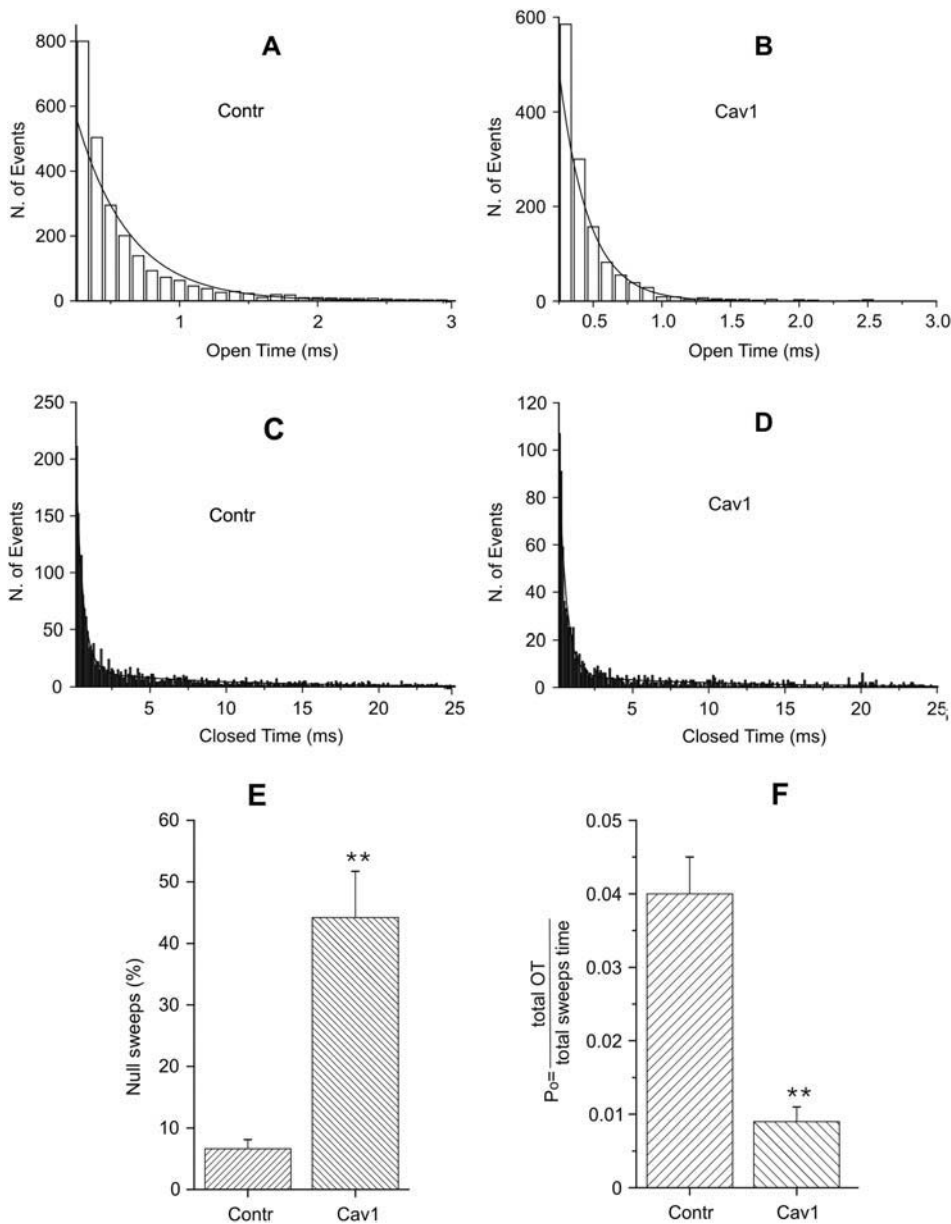 A
Contr
N. of Events
800
600
400
200
0
1
2
3
Open Time (ms)
B
Cav1
N. of Events
600
400
200
0
0.5
1.0
1.5
2.0
2.5
3.0
Open Time (ms)
C
Contr
N. of Events
250
200
150
100
50
0
5
10
15
20
25
Closed Time (ms)
D
Cav1
N. of Events
120
100
80
60
40
20
0
5
10
15
20
25
Closed Time (ms)
E
Null sweeps (%)
60
50
40
30
20
10
0
**
Contr
Cav1
F
Po= total OT
total sweeps time
0.05
0.04
0.03
0.02
0.01
0
**
Contr
Cav1